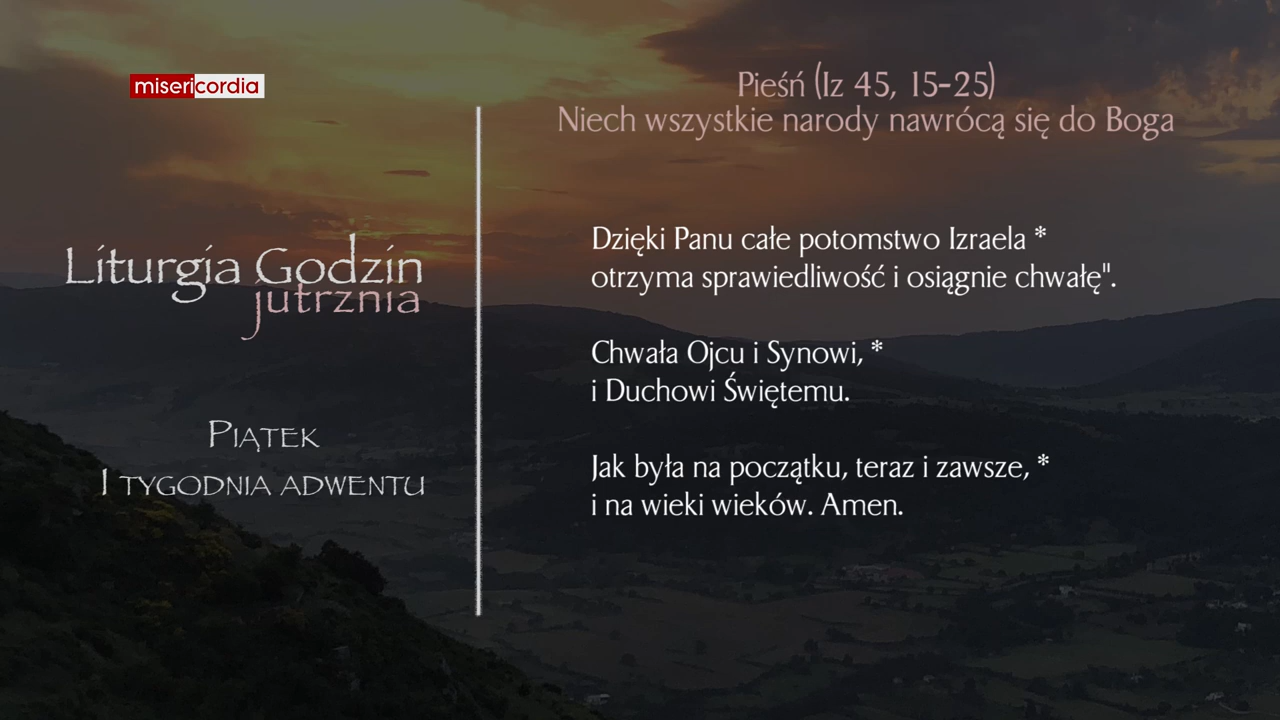 misericordia
Liturgia Godzin
jutrznia
Piątek
I tygodnia adwentu
Pieśń (Iz 45, 15-25)
Niech wszystkie narody nawrócą się do Boga
Dzięki Panu całe potomstwo Izraela *
otrzyma sprawiedliwość i osiągnie chwałę".
Chwała Ojcu i Synowi, *
i Duchowi Świętemu.
Jak była na początku, teraz i zawsze, *
i na wieki wieków. Amen.